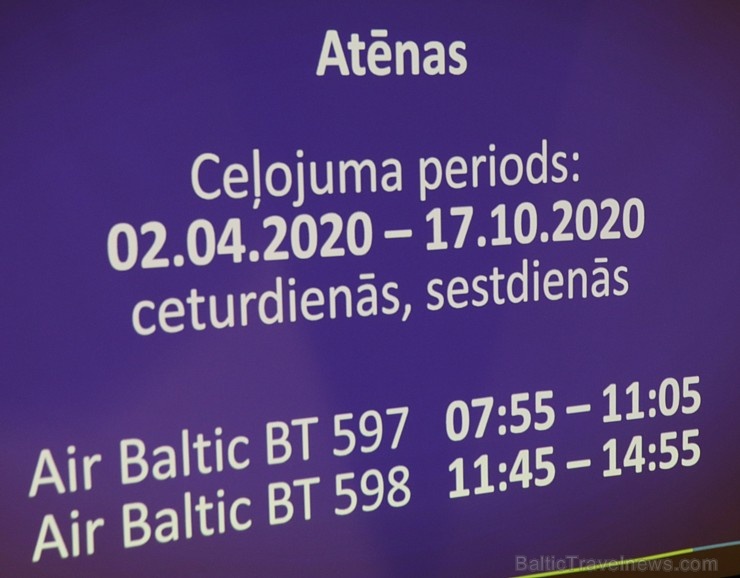 Atēnas
Ceļojuma periods:
02.04.2020 – 17.10.2020
ceturdienās, sestdienās
Air Baltic BT 597 07:55 – 11:05
Air Baltic BT 598 11:45 – 14:55
BalticTravelnews.com